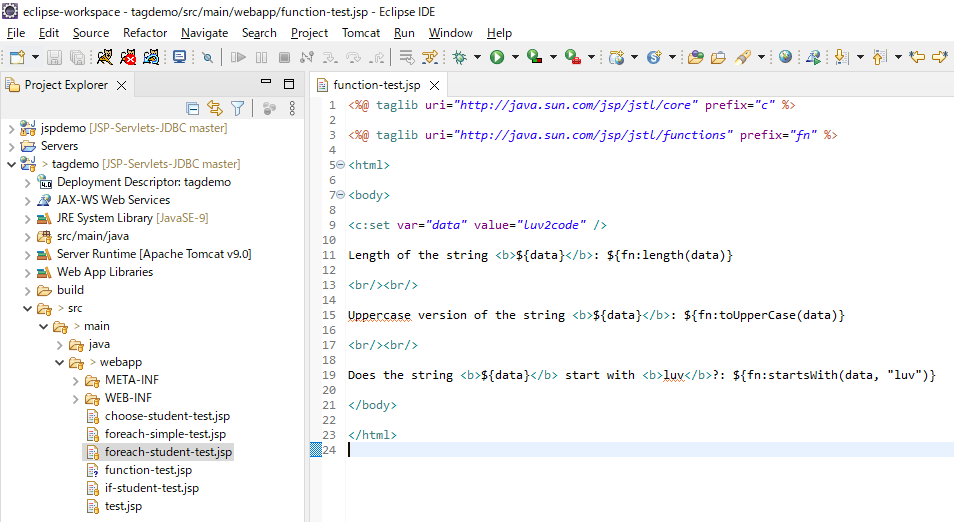 eclipse-workspace - tagdemo/src/main/webapp/function-test.jsp - Eclipse IDE
File Edit Source Refactor Navigate Search Project Tomcat Run Window Help
Project Explorer
jspdemo [JSP-Servlets-JDBC master]
Servers
> tagdemo [JSP-Servlets-JDBC master]
Deployment Descriptor: tagdemo
JAX-WS Web Services
JRE System Library [JavaSE-9]
src/main/java
Server Runtime [Apache Tomcat v9.0]
Web App Libraries
build
> src
> main
java
> webapp
META-INF
WEB-INF
choose-student-test.jsp
foreach-simple-test.jsp
foreach-student-test.jsp
function-test.jsp
if-student-test.jsp
test.jsp
function-test.jsp
1 <%@ taglib uri="http://java.sun.com/jsp/jstl/core" prefix="c" %>
2
3 <%@ taglib uri="http://java.sun.com/jsp/jstl/functions" prefix="fn" %>
4
5 <html>
6
7 <body>
8
9 <c:set var="data" value="luv2code" />
10
11 Length of the string <b>${data}</b>: ${fn:length(data)}
12
13 <br/><br/>
14
15 Uppercase version of the string <b>${data}</b>: ${fn:toUpperCase(data)}
16
17 <br/><br/>
18
19 Does the string <b>${data}</b> start with <b>luv</b>?: ${fn:startsWith(data, "luv")}
20
21 </body>
22
23 </html>
24